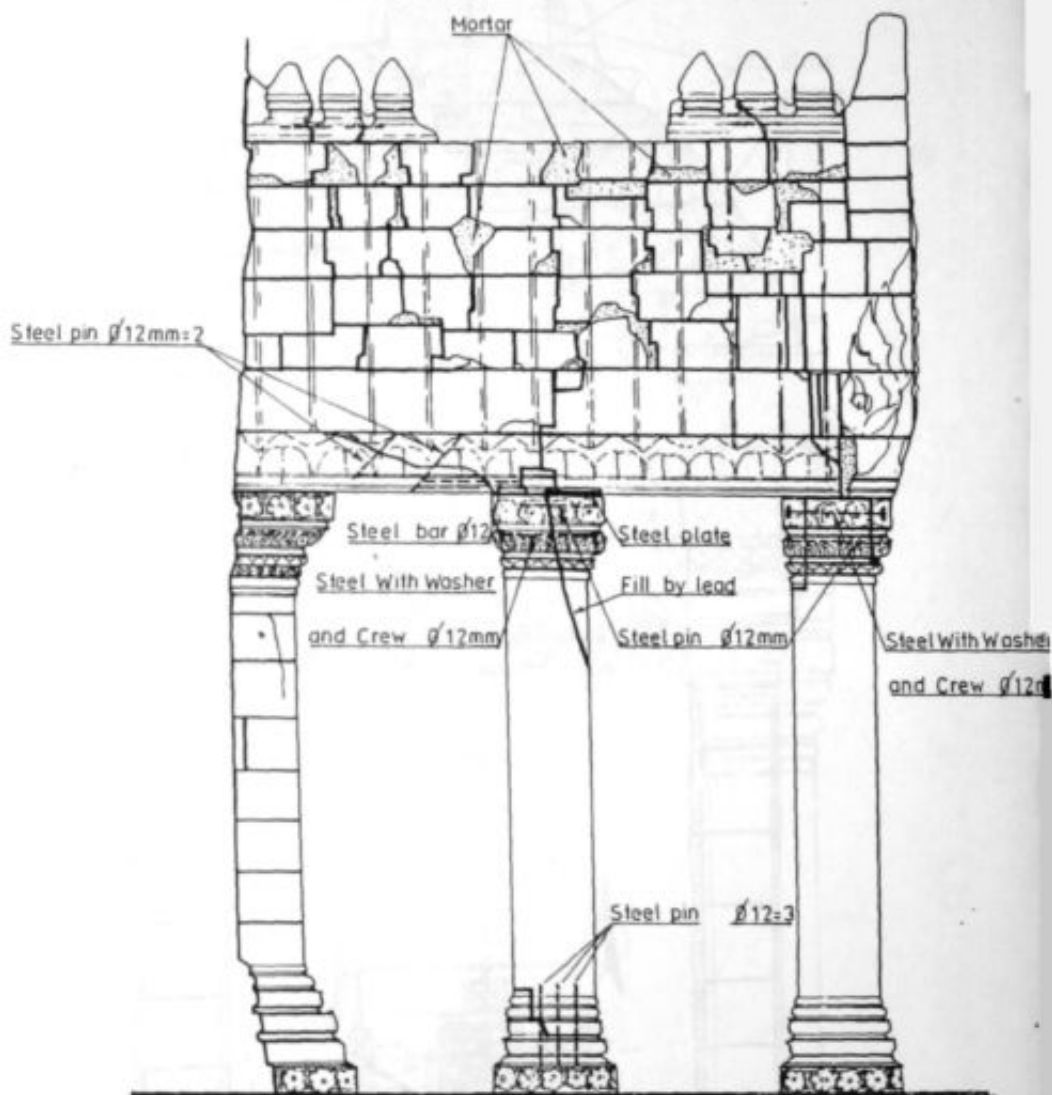 Mortar
Steel pin Ø12mm=2
Steel bar Ø12
Steel plate
Steel With Washer
Fill by lead
and Crew Ø12mm
Steel pin Ø12mm
Steel With Washer
and Crew Ø12m
Steel pin Ø12=3